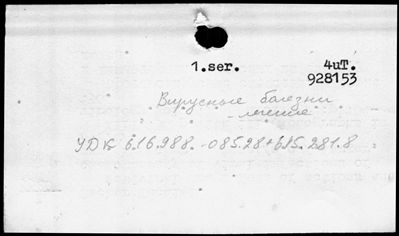 1.ser. 4uT.
928153
Вирусные болезни
- лечение
УДК 616.988.-085.28+615.281.8